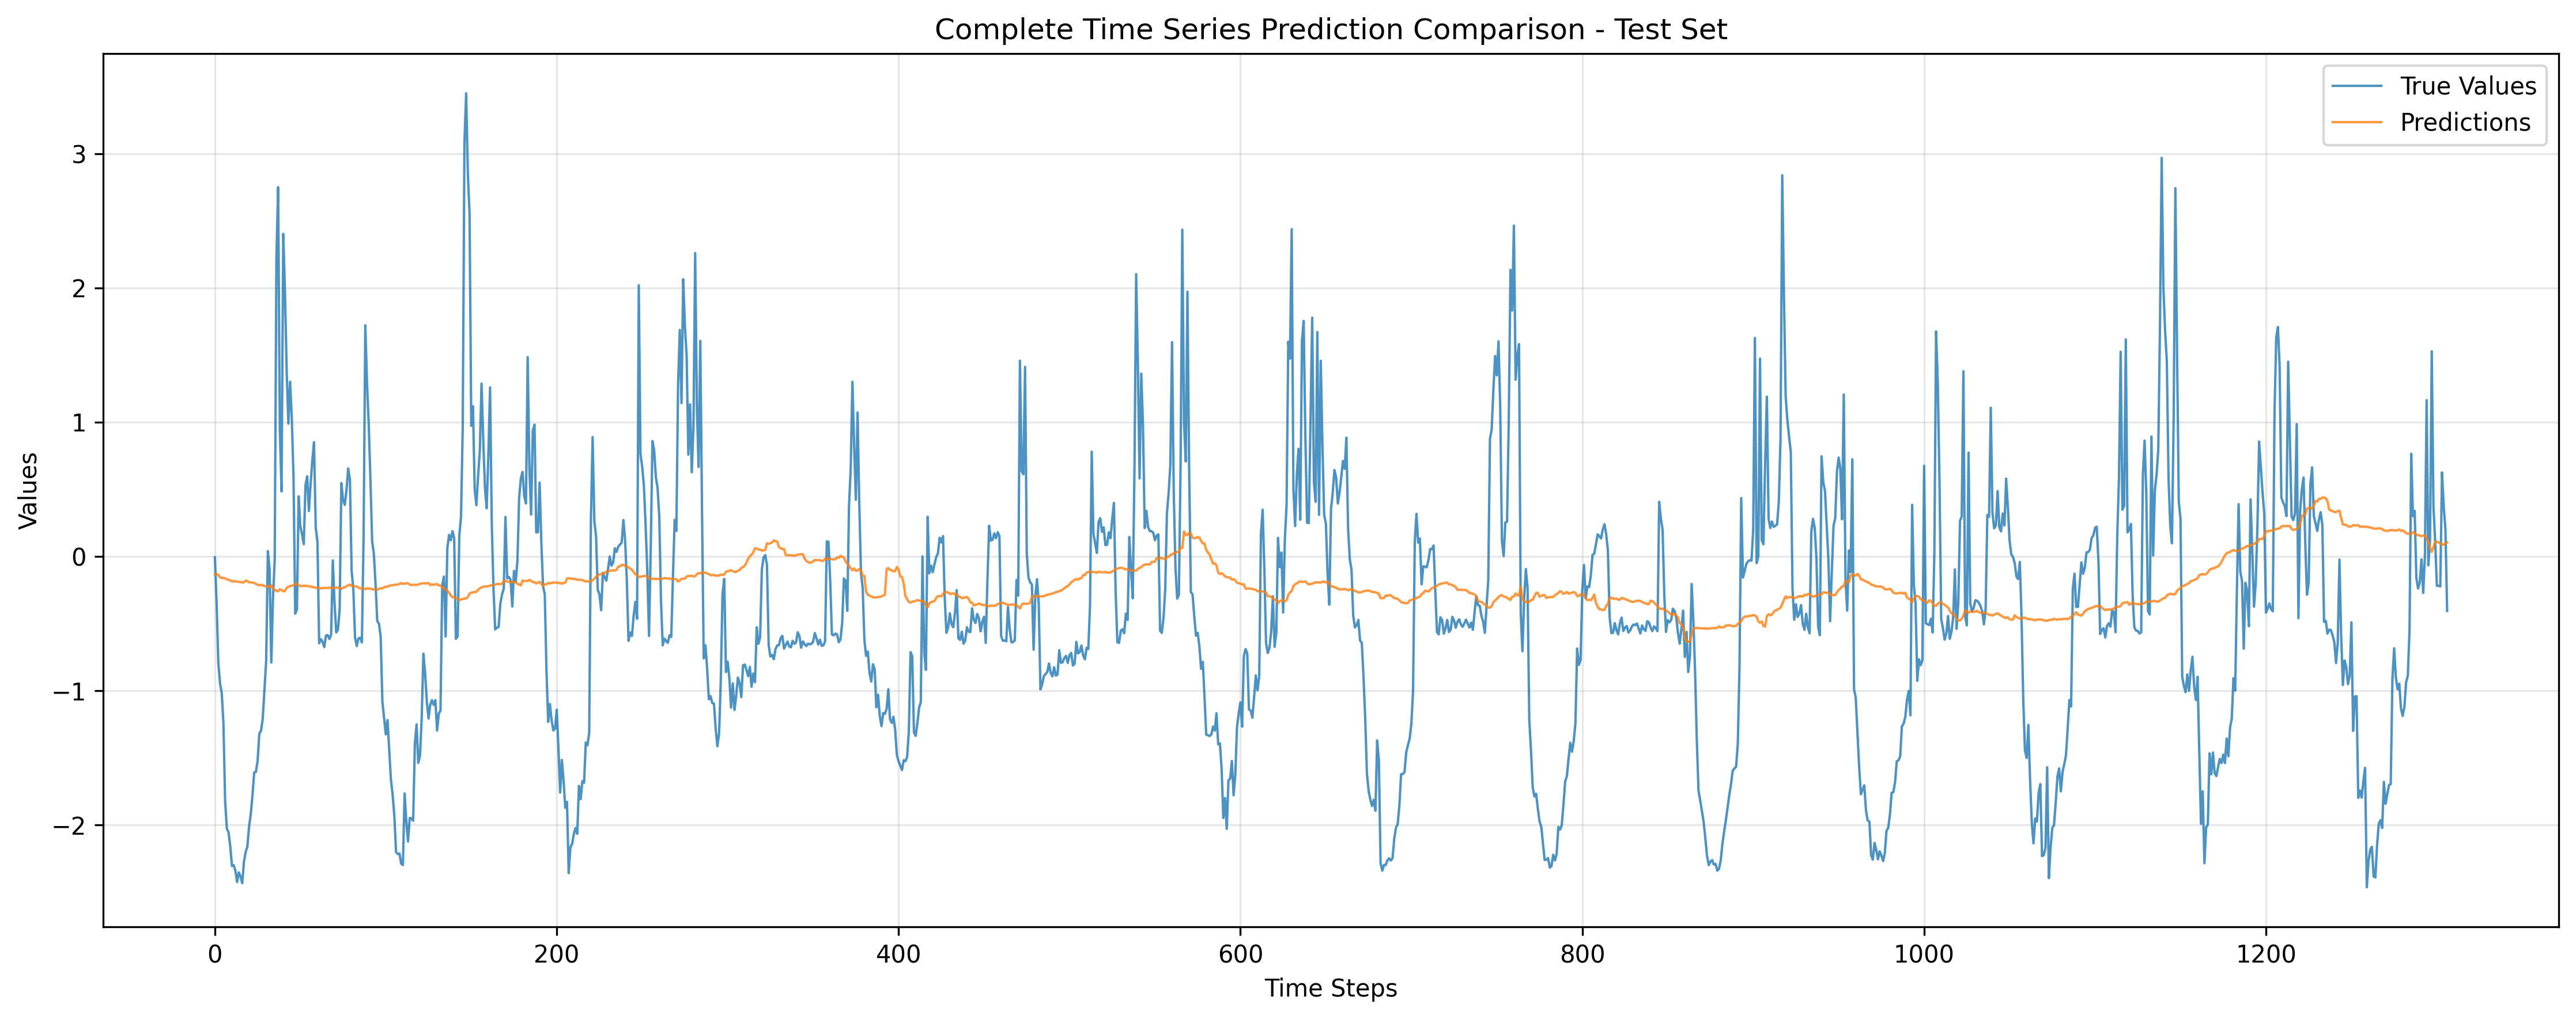 Complete Time Series Prediction Comparison - Test Set
True Values
Predictions
3
2
1
0
−1
−2
Values
0
200
400
600
800
1000
1200
Time Steps